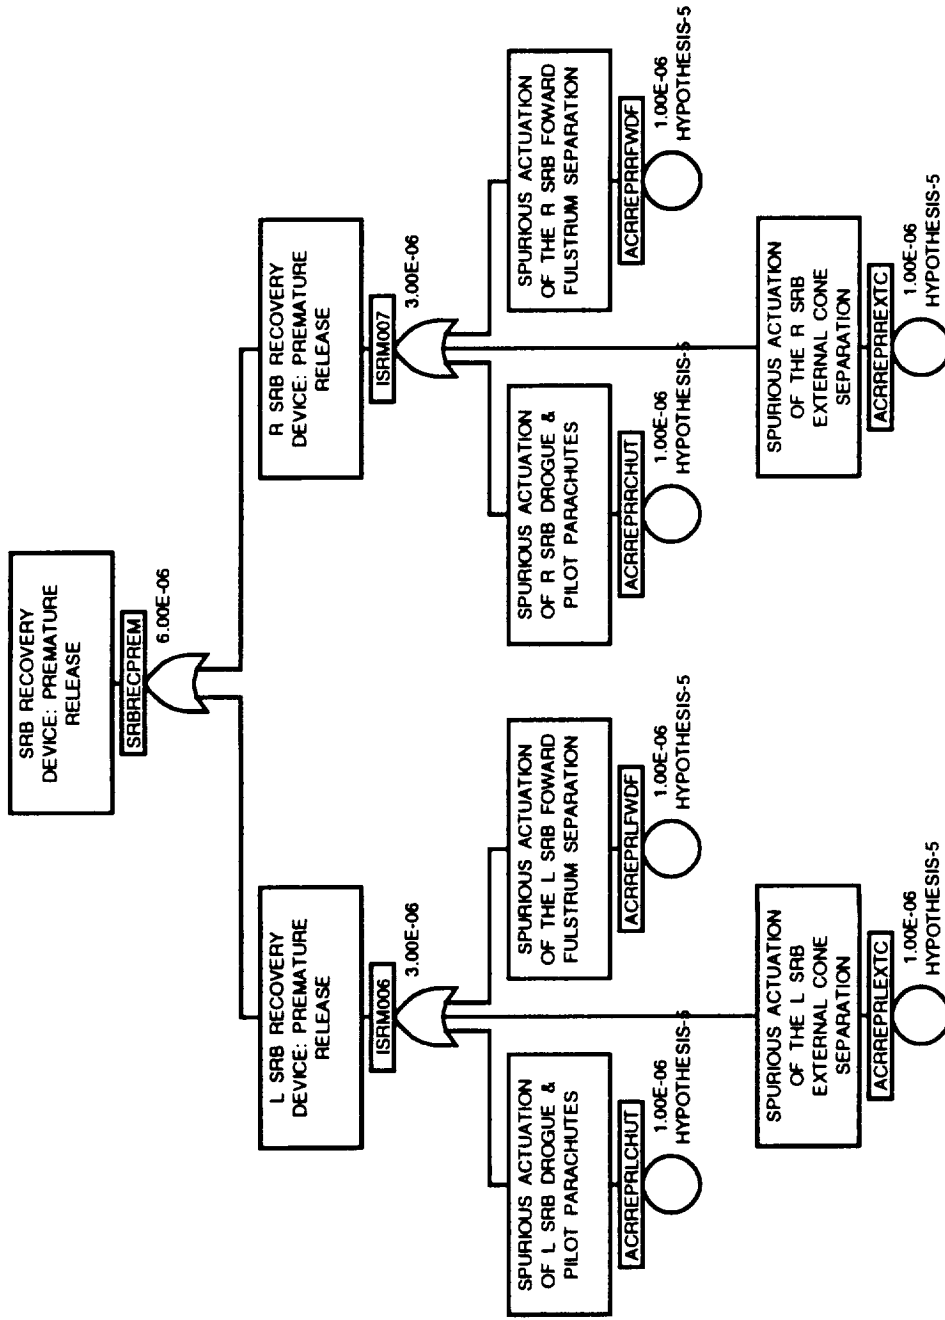 SRB RECOVERY
DEVICE: PREMATURE
RELEASE
SRBRECPREM
6.00E-06
L SRB RECOVERY
DEVICE: PREMATURE
RELEASE
ISRM006
3.00E-06
R SRB RECOVERY
DEVICE: PREMATURE
RELEASE
ISRM007
3.00E-06
SPURIOUS ACTUATION
OF L SRB DROGUE &
PILOT PARACHUTES
ACRREPRLCHUT
1.00E-06
HYPOTHESIS-5
SPURIOUS ACTUATION
OF THE L SRB FOWARD
FULSTRUM SEPARATION
ACRREPRLFWDF
1.00E-06
HYPOTHESIS-5
SPURIOUS ACTUATION
OF R SRB DROGUE &
PILOT PARACHUTES
ACRREPRRCHUT
1.00E-06
HYPOTHESIS-5
SPURIOUS ACTUATION
OF THE R SRB FOWARD
FULSTRUM SEPARATION
ACRREPRRFWDF
1.00E-06
HYPOTHESIS-5
SPURIOUS ACTUATION
OF THE L SRB
EXTERNAL CONE
SEPARATION
ACRREPRLEXTC
1.00E-06
HYPOTHESIS-5
SPURIOUS ACTUATION
OF THE R SRB
EXTERNAL CONE
SEPARATION
ACRREPRREXTC
1.00E-06
HYPOTHESIS-5